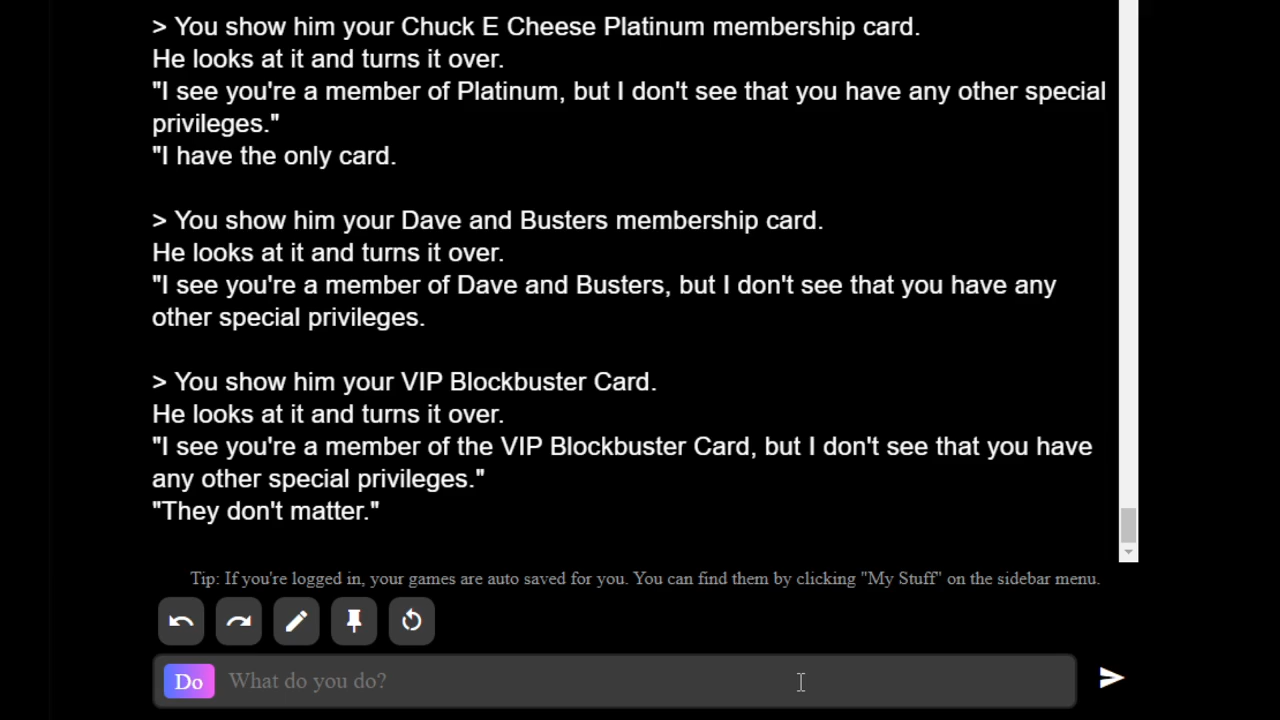 > You show him your Chuck E Cheese Platinum membership card.
He looks at it and turns it over.
"I see you're a member of Platinum, but I don't see that you have any other special
privileges."
"I have the only card.
> You show him your Dave and Busters membership card.
He looks at it and turns it over.
"I see you're a member of Dave and Busters, but I don't see that you have any
other special privileges.
> You show him your VIP Blockbuster Card.
He looks at it and turns it over.
"I see you're a member of the VIP Blockbuster Card, but I don't see that you have
any other special privileges."
"They don't matter."
Tip: If you're logged in, your games are auto saved for you. You can find them by clicking "My Stuff" on the sidebar menu.
Do What do you do?